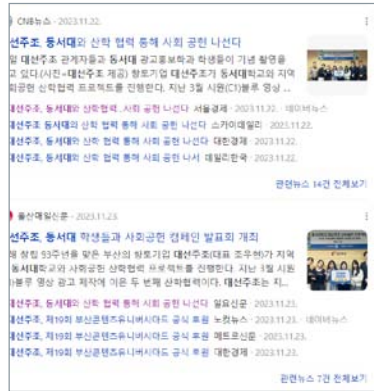 CNB뉴스 · 2023.11.22.
선주조, 동서대와 산학 협력 통해 사회 공헌 나선다
일 대선주조 관계자들과 동서대 광고홍보학과 학생들이 기념 촬영을
고 있다.(사진=대선주조 제공) 향토기업 대선주조가 동서대학교와 지역
회공헌 산학협력 프로젝트를 진행한다. 지난 3월 시원(C1)블루 영상 ...
대선주조, 동서대와 산학협력...사회 공헌 나선다 서울경제 · 2023.11.22. · 네이버뉴스
대선주조 동서대와 산학 협력 통해 사회 공헌 나선다 스카이데일리 · 2023.11.22.
대선주조, 동서대와 산학 협력 통해 사회 공헌 나선다 대한경제 · 2023.11.22.
대선주조, 동서대와 산학 협력 통해 사회 공헌 나서 데일리한국 · 2023.11.22.
관련뉴스 14건 전체보기
울산매일신문 · 2023.11.23.
선주조, 동서대 학생들과 사회공헌 캠페인 발표회 개최
해 창립 93주년을 맞은 부산의 향토기업 대선주조(대표 조우현)가 지역
동서대학교와 사회공헌 산학협력 프로젝트를 진행했다. 지난 3월 시원
)블루 영상 광고 제작에 이은 두 번째 산학협력이다. 대선주조는 지...
대선주조, 동서대와 산학 협력 통해 사회 공헌 나선다 일요신문 · 2023.11.23.
대선주조, 제19회 부산콘텐츠유니버시아드 공식 후원 노컷뉴스 · 2023.11.23. · 네이버뉴스
대선주조, 제19회 부산콘텐츠유니버시아드 공식 후원 메트로신문 · 2023.11.23.
대선주조, 제19회 부산콘텐츠유니버시아드 공식 후원 대한경제 · 2023.11.23.
관련뉴스 7건 전체보기